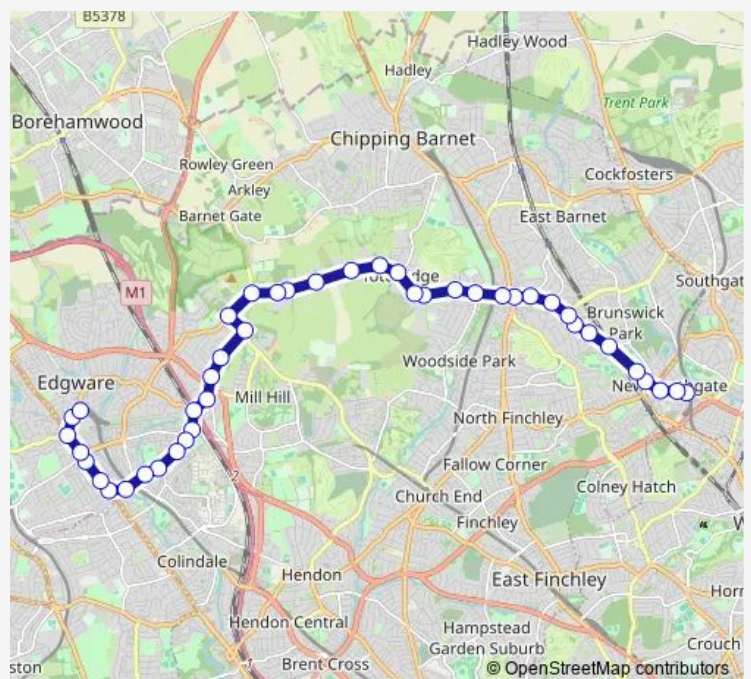 B5378
Hadley Wood
Hadley
Trent Park
Borehamwood
Chipping Barnet
Rowley Green
Cockfosters
Arkley
Barnet Gate
East Barnet
M1
Southgat
Brunswick
Park
Woodside Park
Edgware
Mill Hill
North Finchley
Fallow Corner
2
Colney Hatch
Church End
Finchley
W
Colindale
Hendon
East Finchley
Horn
Hendon Central
Hampstead
Garden Suburb
Crouch
ston
Brent Cross
1
© OpenStreetMap contributors